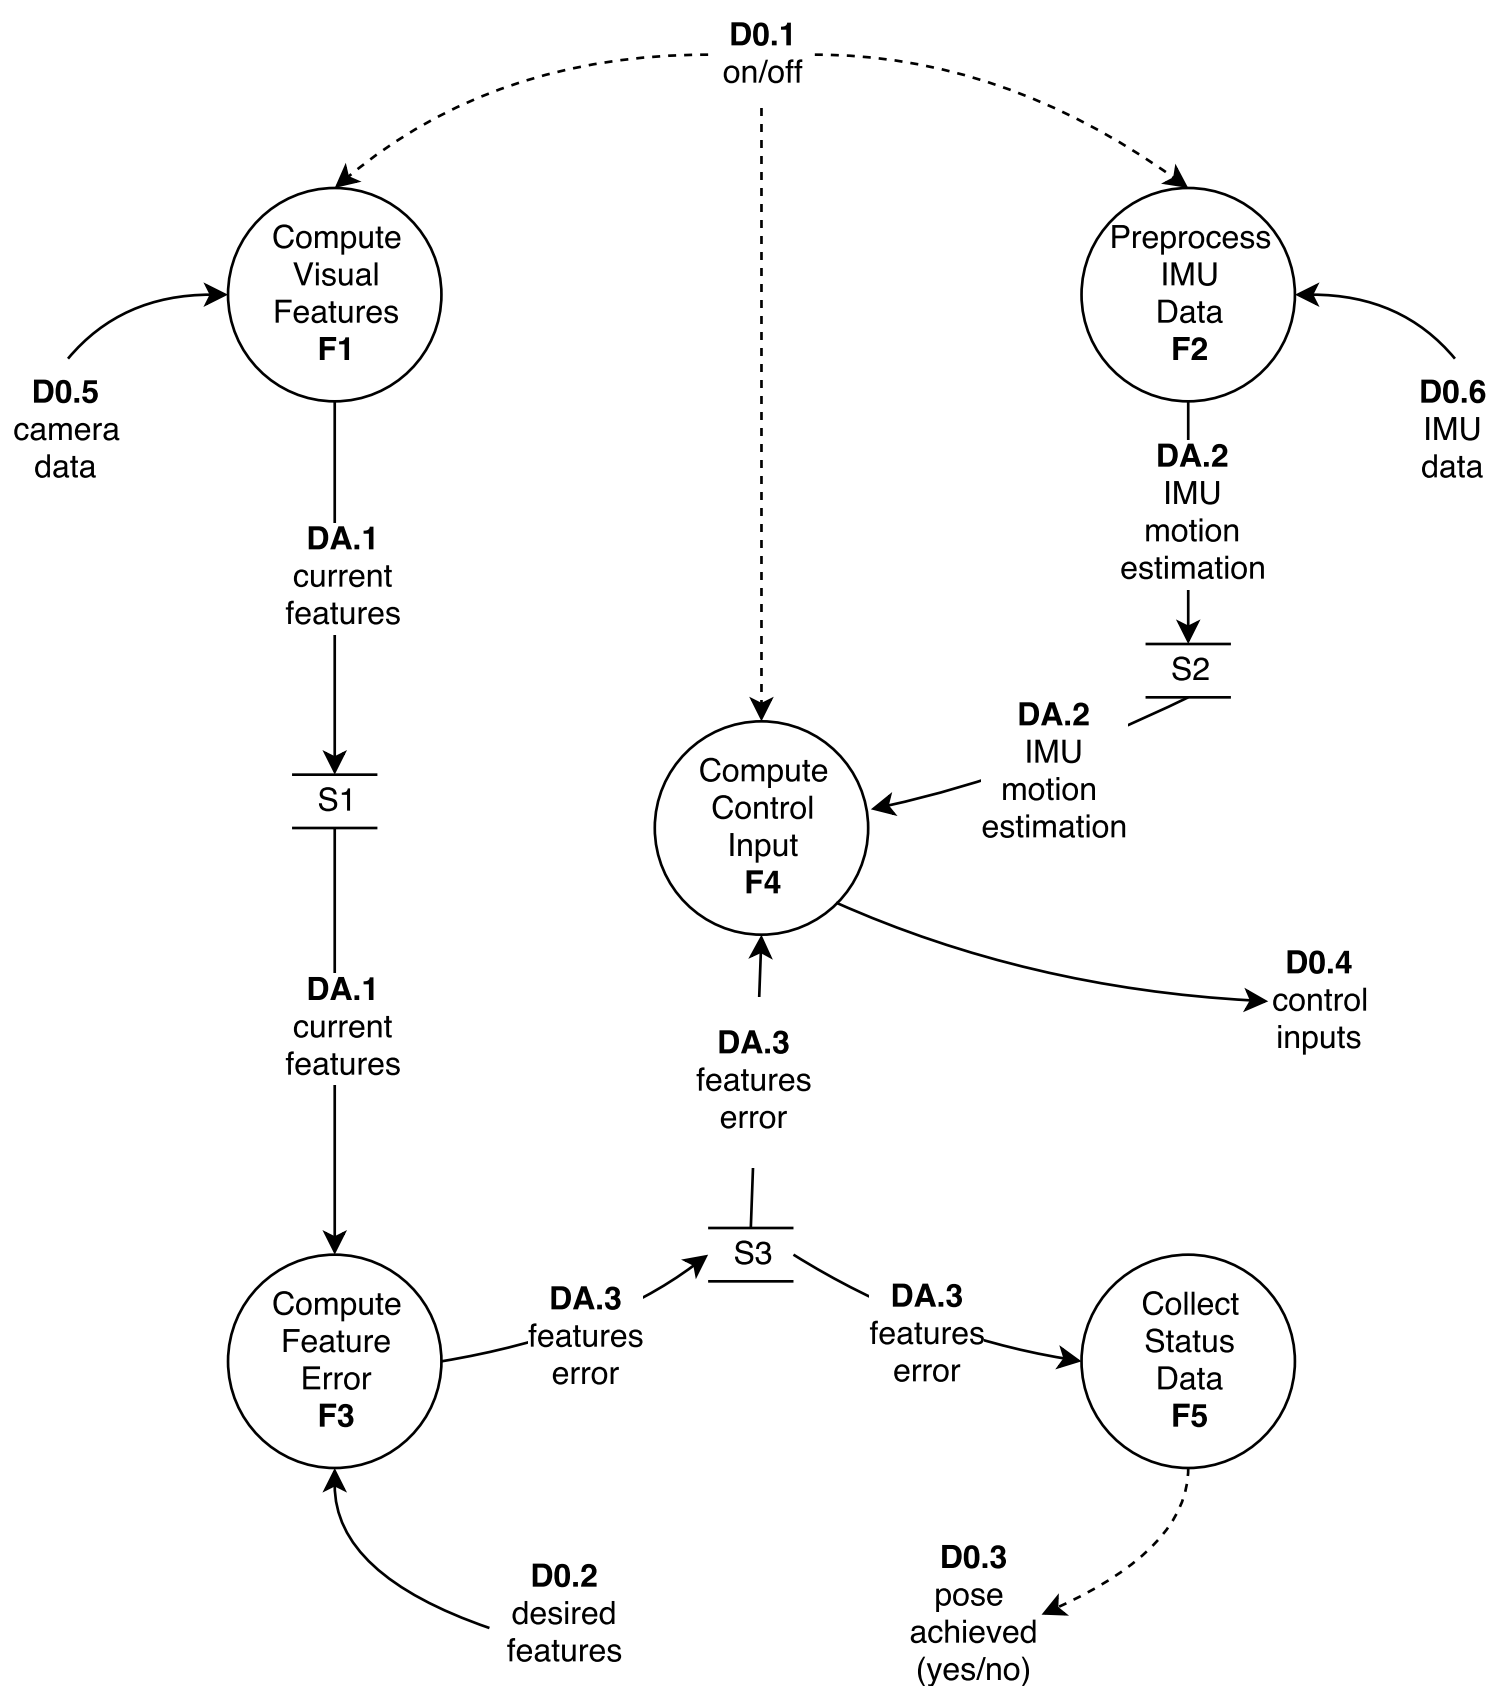 D0.1
on/off
Compute
Visual
Features
F1
Preprocess
IMU
Data
F2
D0.5
camera
data
D0.6
IMU
data
DA.1
current
features
DA.2
IMU
motion
estimation
S1
S2
DA.2
IMU
motion
estimation
Compute
Control
Input
F4
D0.4
control
inputs
DA.1
current
features
DA.3
features
error
S3
Compute
Feature
Error
F3
DA.3
features
error
DA.3
features
error
Collect
Status
Data
F5
D0.2
desired
features
D0.3
pose
achieved
(yes/no)